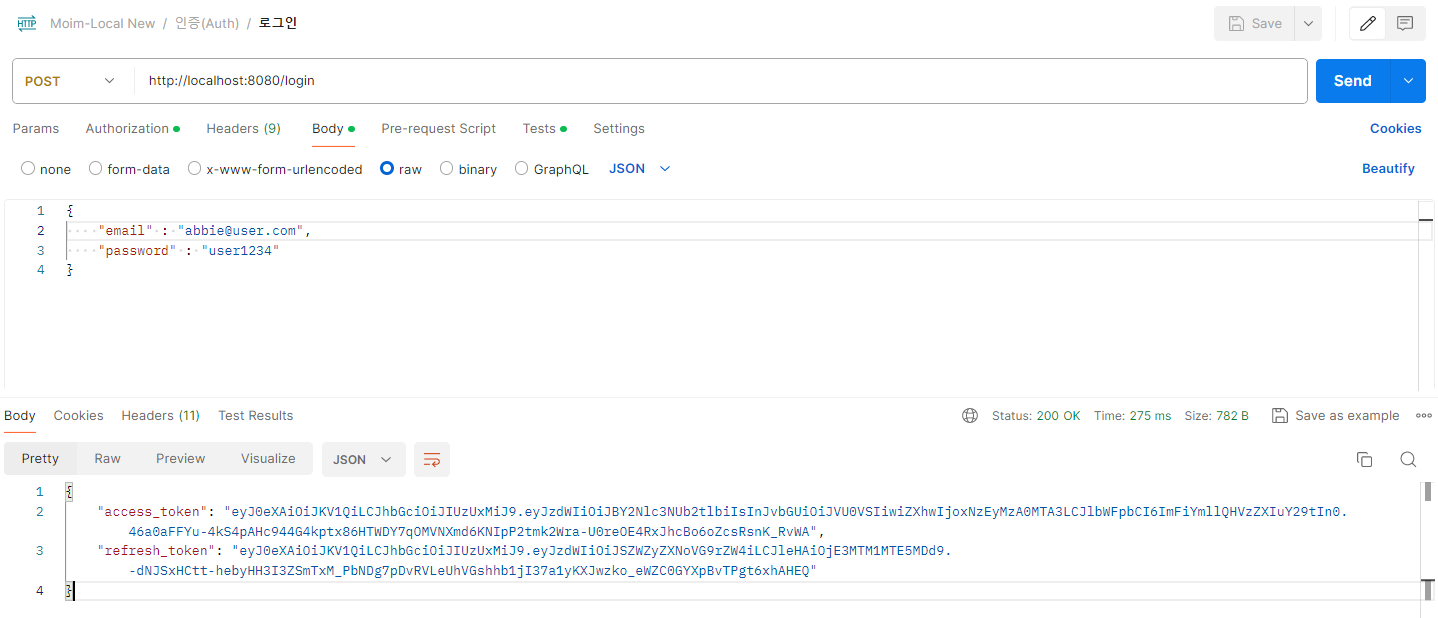 HTTP Moim-Local New / 인증(Auth) / 로그인 Save
POST http://localhost:8080/login Send
Params Authorization Headers (9) Body Pre-request Script Tests Settings Cookies
none form-data x-www-form-urlencoded raw binary GraphQL JSON Beautify
1 {
2 "email" : "abbie@user.com",
3 "password" : "user1234"
4 }
Body Cookies Headers (11) Test Results Status: 200 OK Time: 275 ms Size: 782 B Save as example
Pretty Raw Preview Visualize JSON
1 {
2 "access_token": "eyJ0eXAiOiJKV1QiLCJhbGciOiJIUzUxMiJ9.eyJzdWIiOiJBY2Nlc3NUb2tlbiIsInJvbGUiOiJVU0VSIiwiZXhwIjoxNzEyMzA0MTA3LCJlbWFpbCI6ImFiYmllQHVzZXIuY29tIn0.
46a0aFFYu-4kS4pAHc944G4kptx86HTWDY7qOMVNXmd6KNIpP2tmk2Wra-U0reOE4RxJhcBo6oZcsRsnK_RvWA",
3 "refresh_token": "eyJ0eXAiOiJKV1QiLCJhbGciOiJIUzUxMiJ9.eyJzdWIiOiJSZWZyZXNoVG9rZW4iLCJleHAiOjE3MTM1MTE5MDd9.
-dNJSxHCtt-hebyHH3I3ZSmTxM_PbNDg7pDvRVLeUhVGshhb1jI37a1yKXJwzko_eWZC0GYXpBvTPgt6xhAHEQ"
4 }